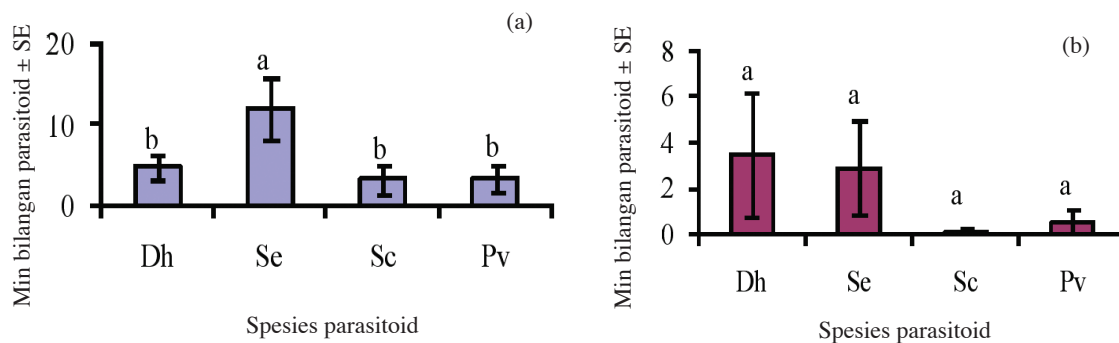 (a)
Min bilangan parasitoid ± SE
20
10
0
a
b
b
b
Dh Se Sc Pv
Spesies parasitoid
(b)
Min bilangan parasitoid ± SE
8
6
4
2
0
a
a
a
a
Dh Se Sc Pv
Spesies parasitoid